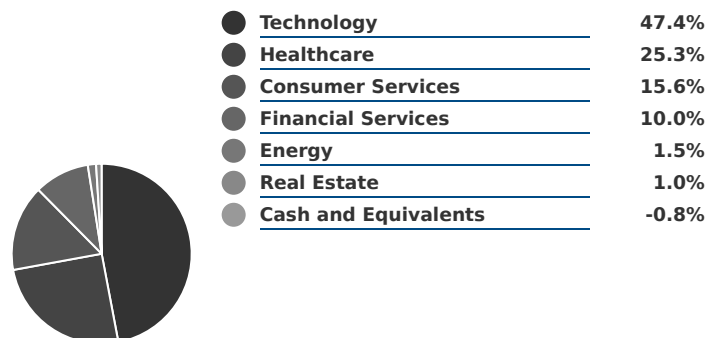 Technology 47.4%
Healthcare 25.3%
Consumer Services 15.6%
Financial Services 10.0%
Energy 1.5%
Real Estate 1.0%
Cash and Equivalents -0.8%